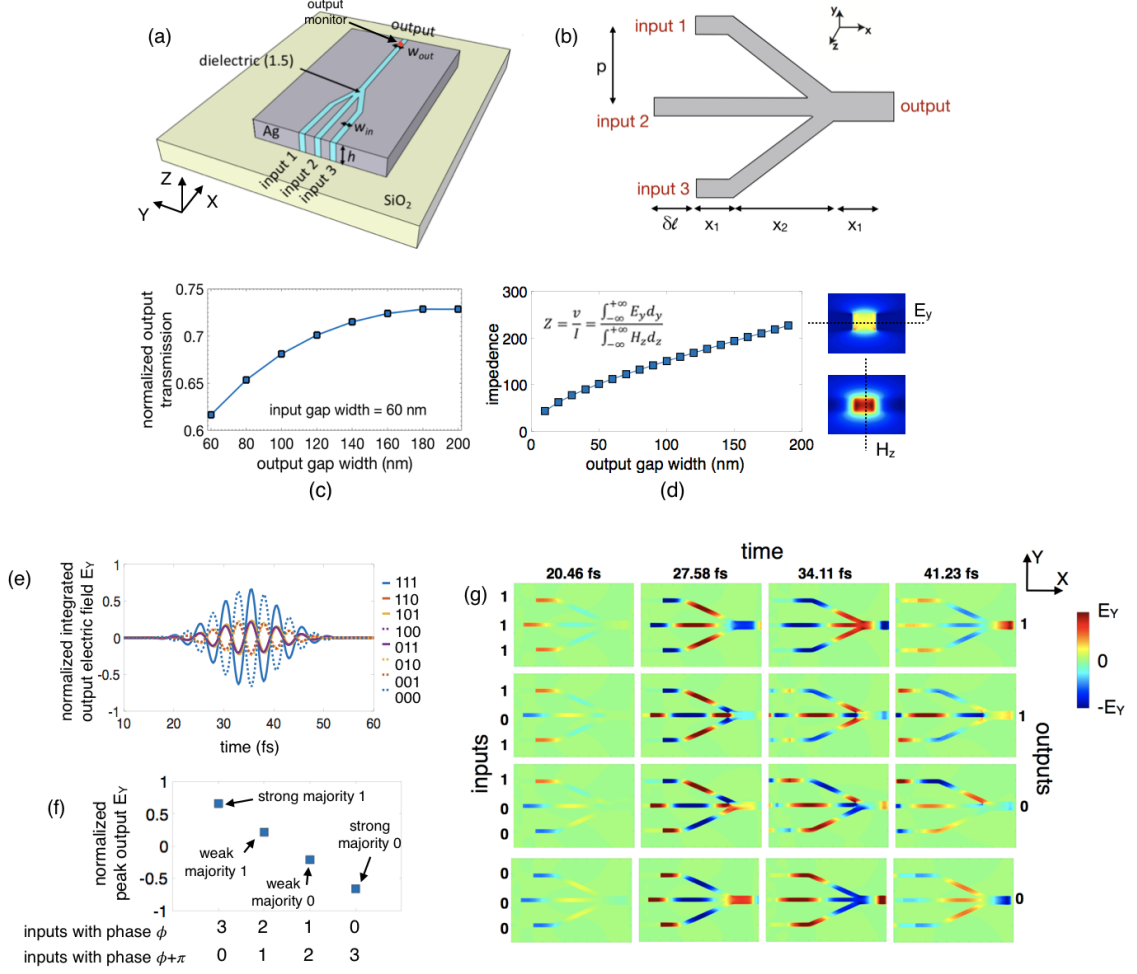 (a)
output
monitor
output
w_out
dielectric (1.5)
w_in
Ag
h
input 1
input 2
input 3
SiO₂
Z
Y
X
(b)
input 1
y
x
z
p
input 2
output
input 3
δℓ
x₁
x₂
x₁
normalized output
transmission
0.75
0.7
0.65
0.6
input gap width = 60 nm
60 80 100 120 140 160 180 200
output gap width (nm)
(c)
impedence
300
200
100
0
Z = v/I = ∫_{-∞}^{+∞} E_y d_y / ∫_{-∞}^{+∞} H_z d_z
0 50 100 150 200
output gap width (nm)
(d)
E_y
H_z
(e)
normalized integrated
output electric field E_Y
1
0.5
0
-0.5
-1
10 20 30 40 50 60
time (fs)
111
110
101
100
011
010
001
000
(f)
normalized
peak output E_Y
1
0.5
0
-0.5
-1
strong majority 1
weak
majority 1
weak
majority 0
strong
majority 0
inputs with phase ϕ 3 2 1 0
inputs with phase ϕ+π 0 1 2 3
(g)
time
20.46 fs 27.58 fs 34.11 fs 41.23 fs
Y
X
inputs
1
1
1
1
1
0
1
1
1
0
0
0
0
0
0
0
outputs
E_Y
0
-E_Y